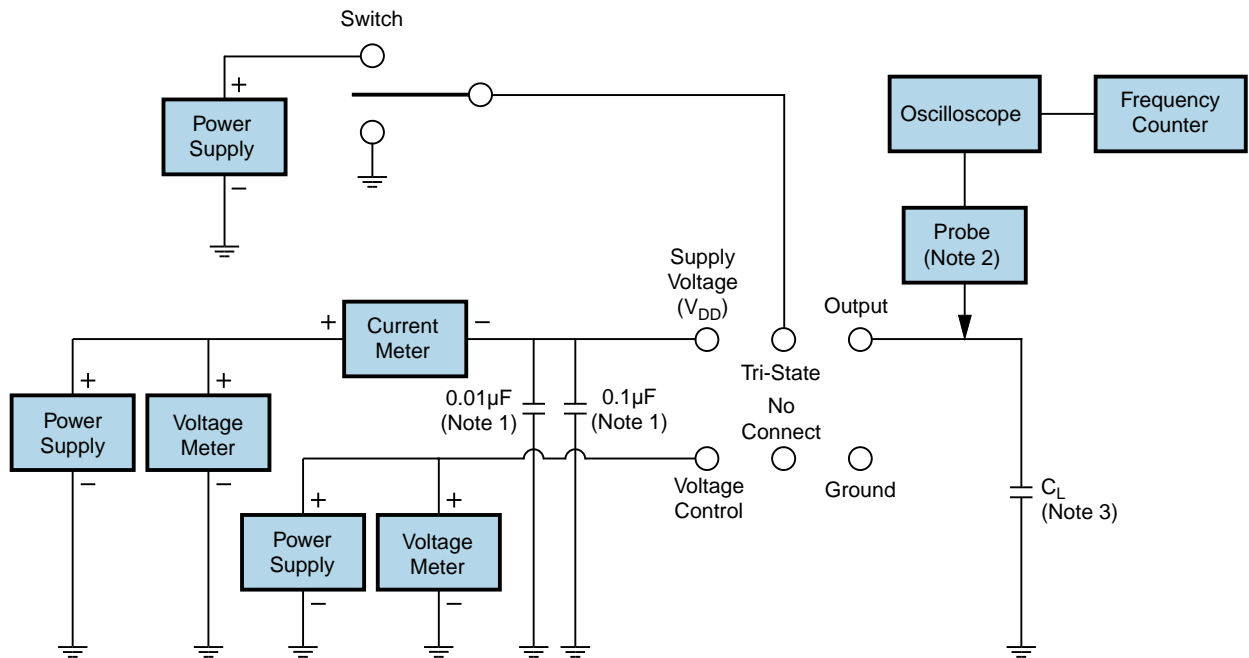 Switch
+
Power
Supply
−
Oscilloscope
Frequency
Counter
Probe
(Note 2)
Supply
Voltage
(VDD)
Output
Tri-State
No
Connect
+
Current
Meter
−
+
Power
Supply
−
+
Voltage
Meter
−
0.01µF
(Note 1)
0.1µF
(Note 1)
Voltage
Control
Ground
+
Power
Supply
−
+
Voltage
Meter
−
CL
(Note 3)